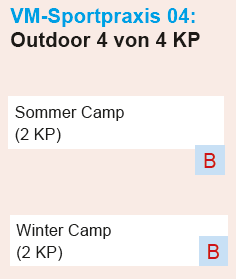 VM-Sportpraxis 04:
Outdoor 4 von 4 KP
Sommer Camp
(2 KP)
B
Winter Camp
(2 KP)
B